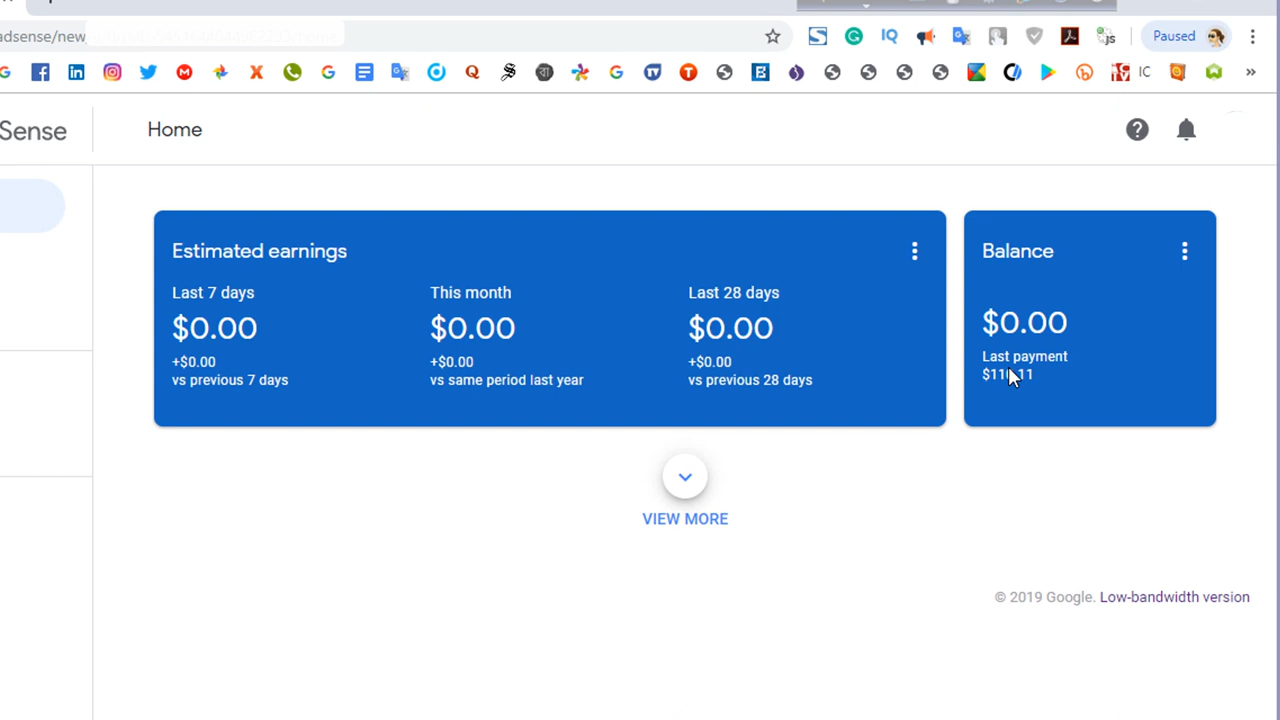 adsense/new
Paused
IC
Sense
Home
Estimated earnings
Last 7 days
$0.00
+$0.00
vs previous 7 days
This month
$0.00
+$0.00
vs same period last year
Last 28 days
$0.00
+$0.00
vs previous 28 days
Balance
$0.00
Last payment
VIEW MORE
© 2019 Google. Low-bandwidth version